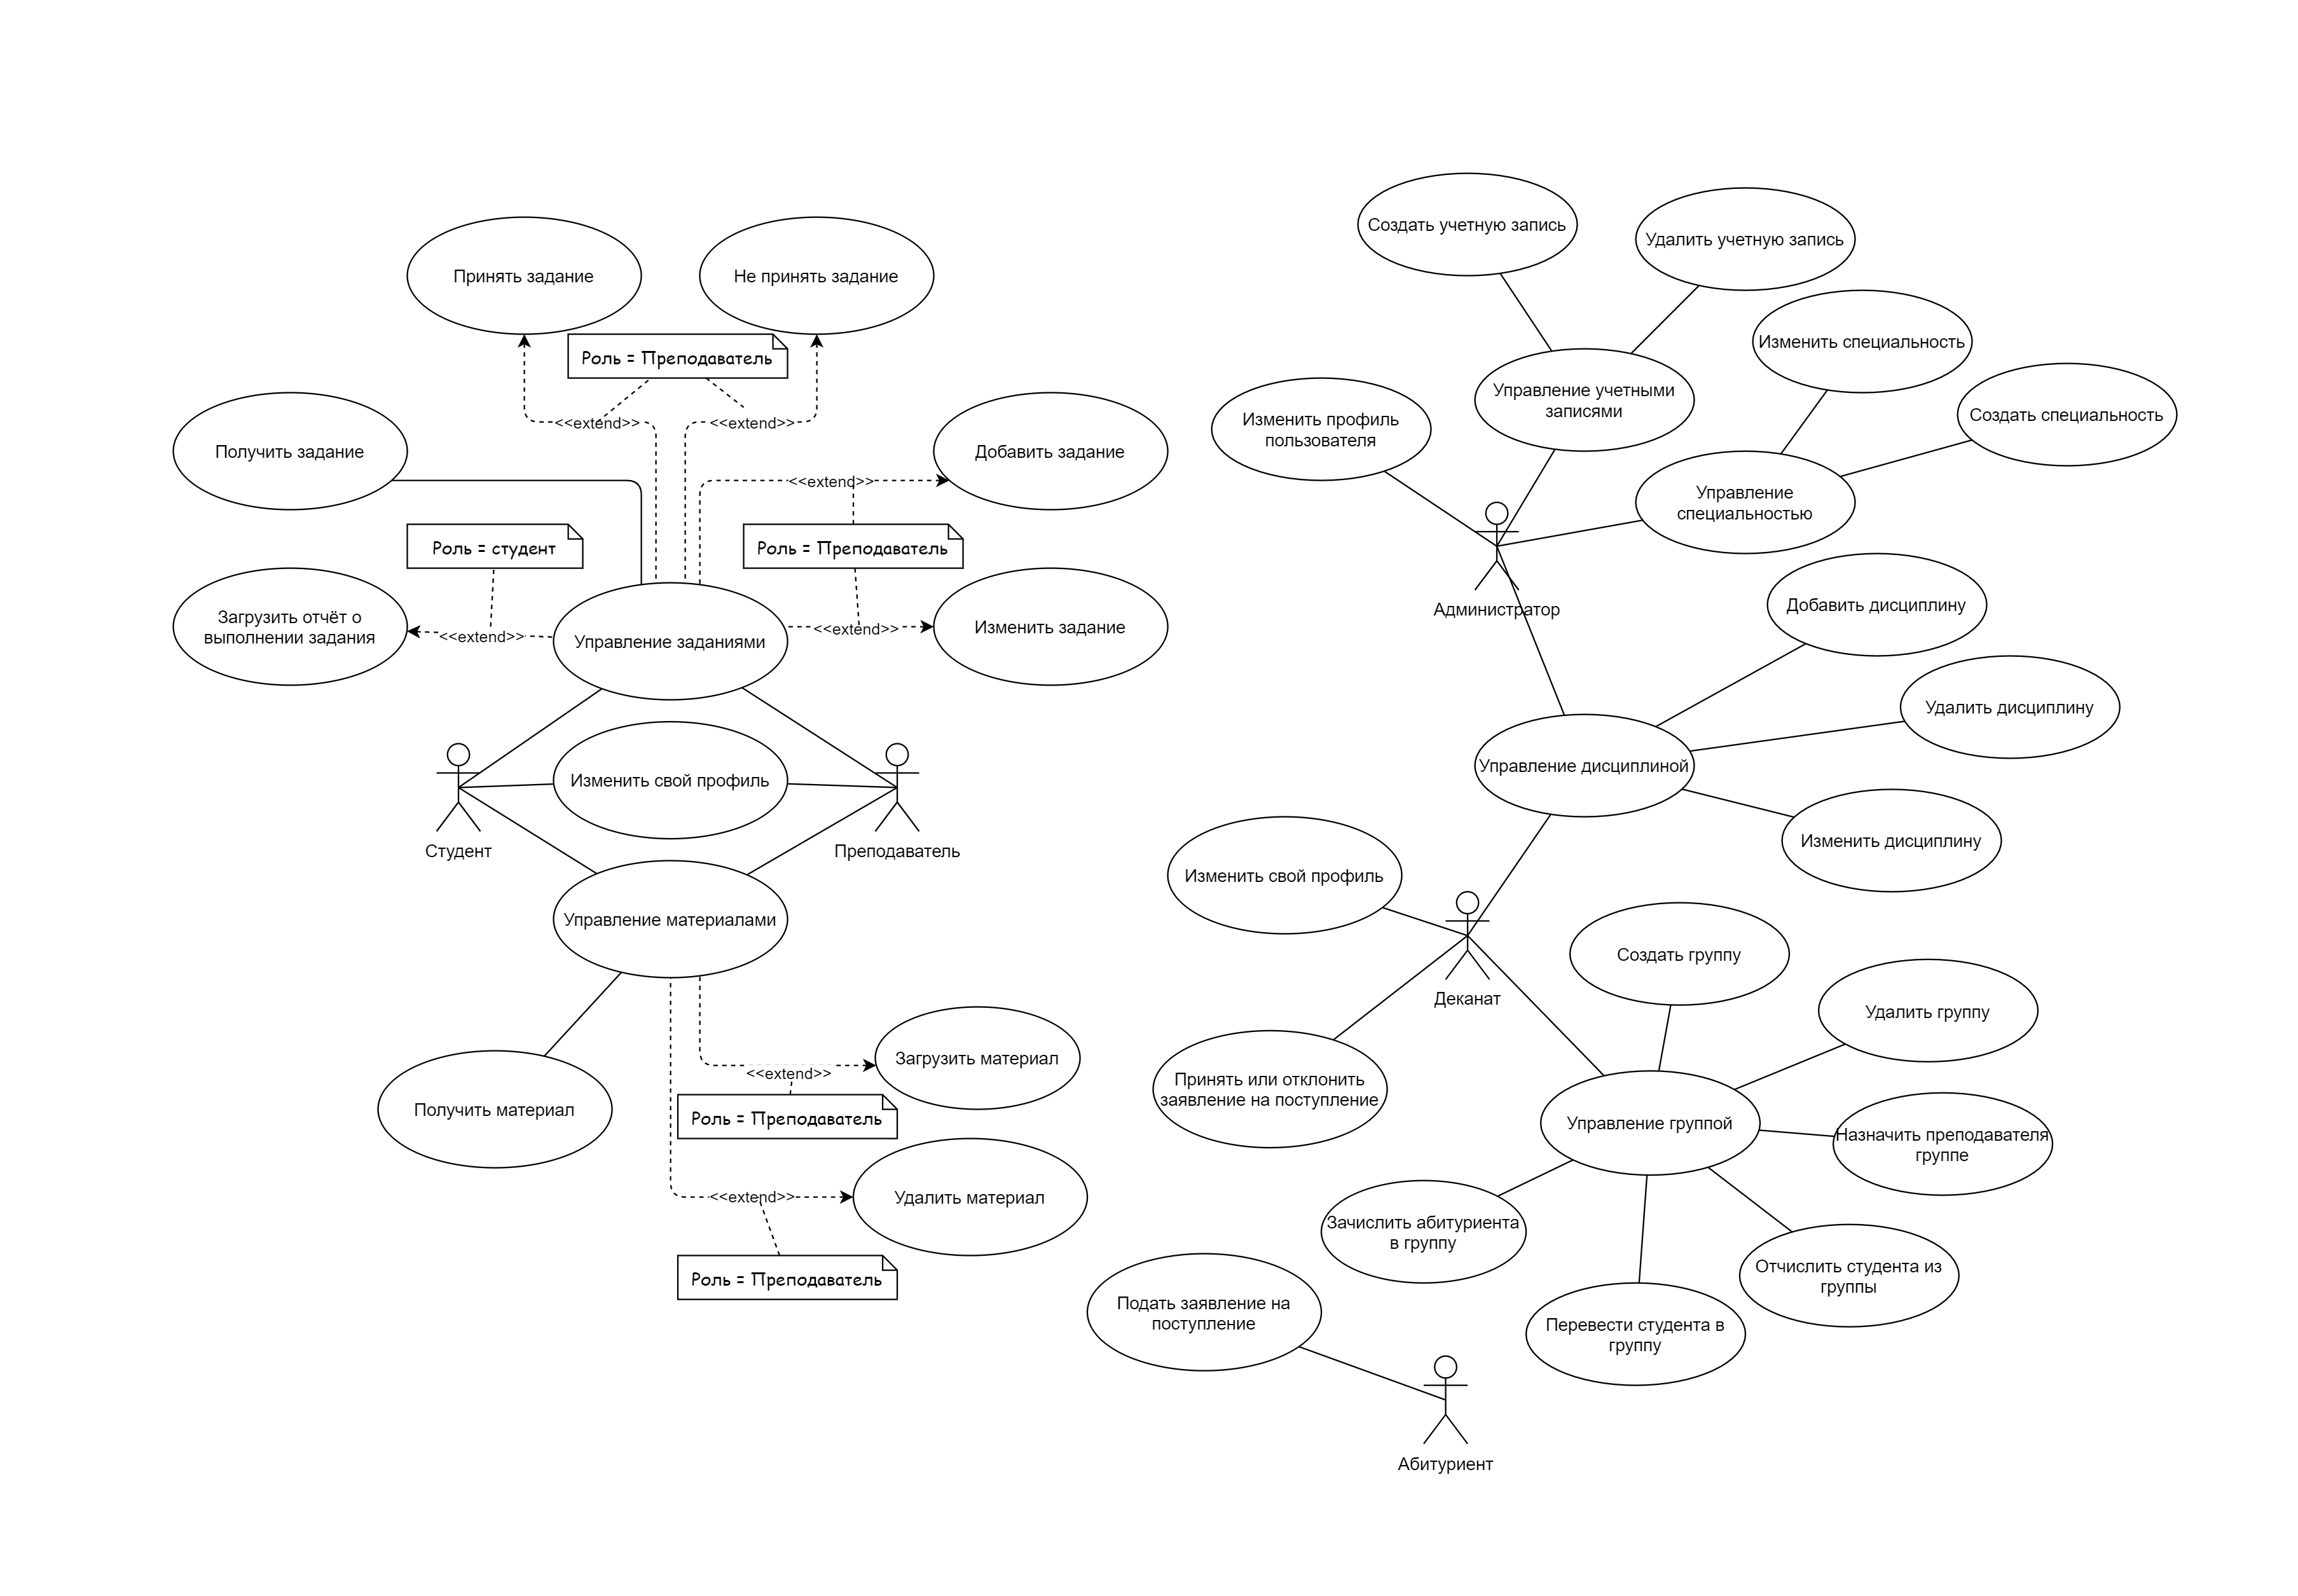 Принять задание
Не принять задание
Роль = Преподаватель
<<extend>>
<<extend>>
Получить задание
Добавить задание
<<extend>>
Роль = студент
Роль = Преподаватель
Загрузить отчёт о
выполнении задания
<<extend>>
Управление заданиями
<<extend>>
Изменить задание
Изменить свой профиль
Студент
Преподаватель
Управление материалами
Получить материал
Загрузить материал
<<extend>>
Роль = Преподаватель
<<extend>>
Удалить материал
Роль = Преподаватель
Создать учетную запись
Удалить учетную запись
Изменить специальность
Управление учетными
записями
Изменить профиль
пользователя
Создать специальность
Управление
специальностью
Администратор
Добавить дисциплину
Удалить дисциплину
Управление дисциплиной
Изменить дисциплину
Изменить свой профиль
Деканат
Создать группу
Удалить группу
Принять или отклонить
заявление на поступление
Управление группой
Назначить преподавателя
группе
Зачислить абитуриента
в группу
Отчислить студента из
группы
Перевести студента в
группу
Подать заявление на
поступление
Абитуриент